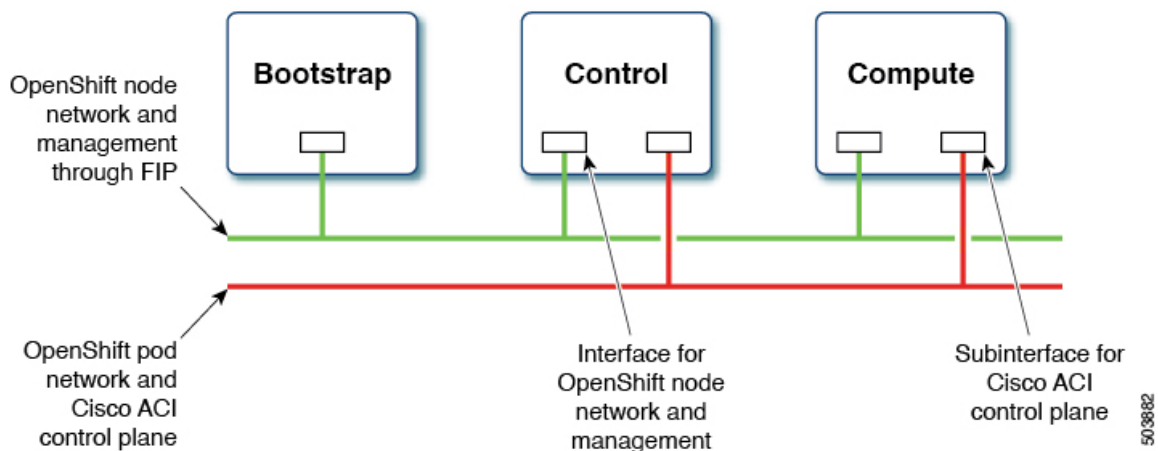 Bootstrap
Control
Compute
OpenShift node
network and
management
through FIP
OpenShift pod
network and
Cisco ACI
control plane
Interface for
OpenShift node
network and
management
Subinterface for
Cisco ACI
control plane
503882